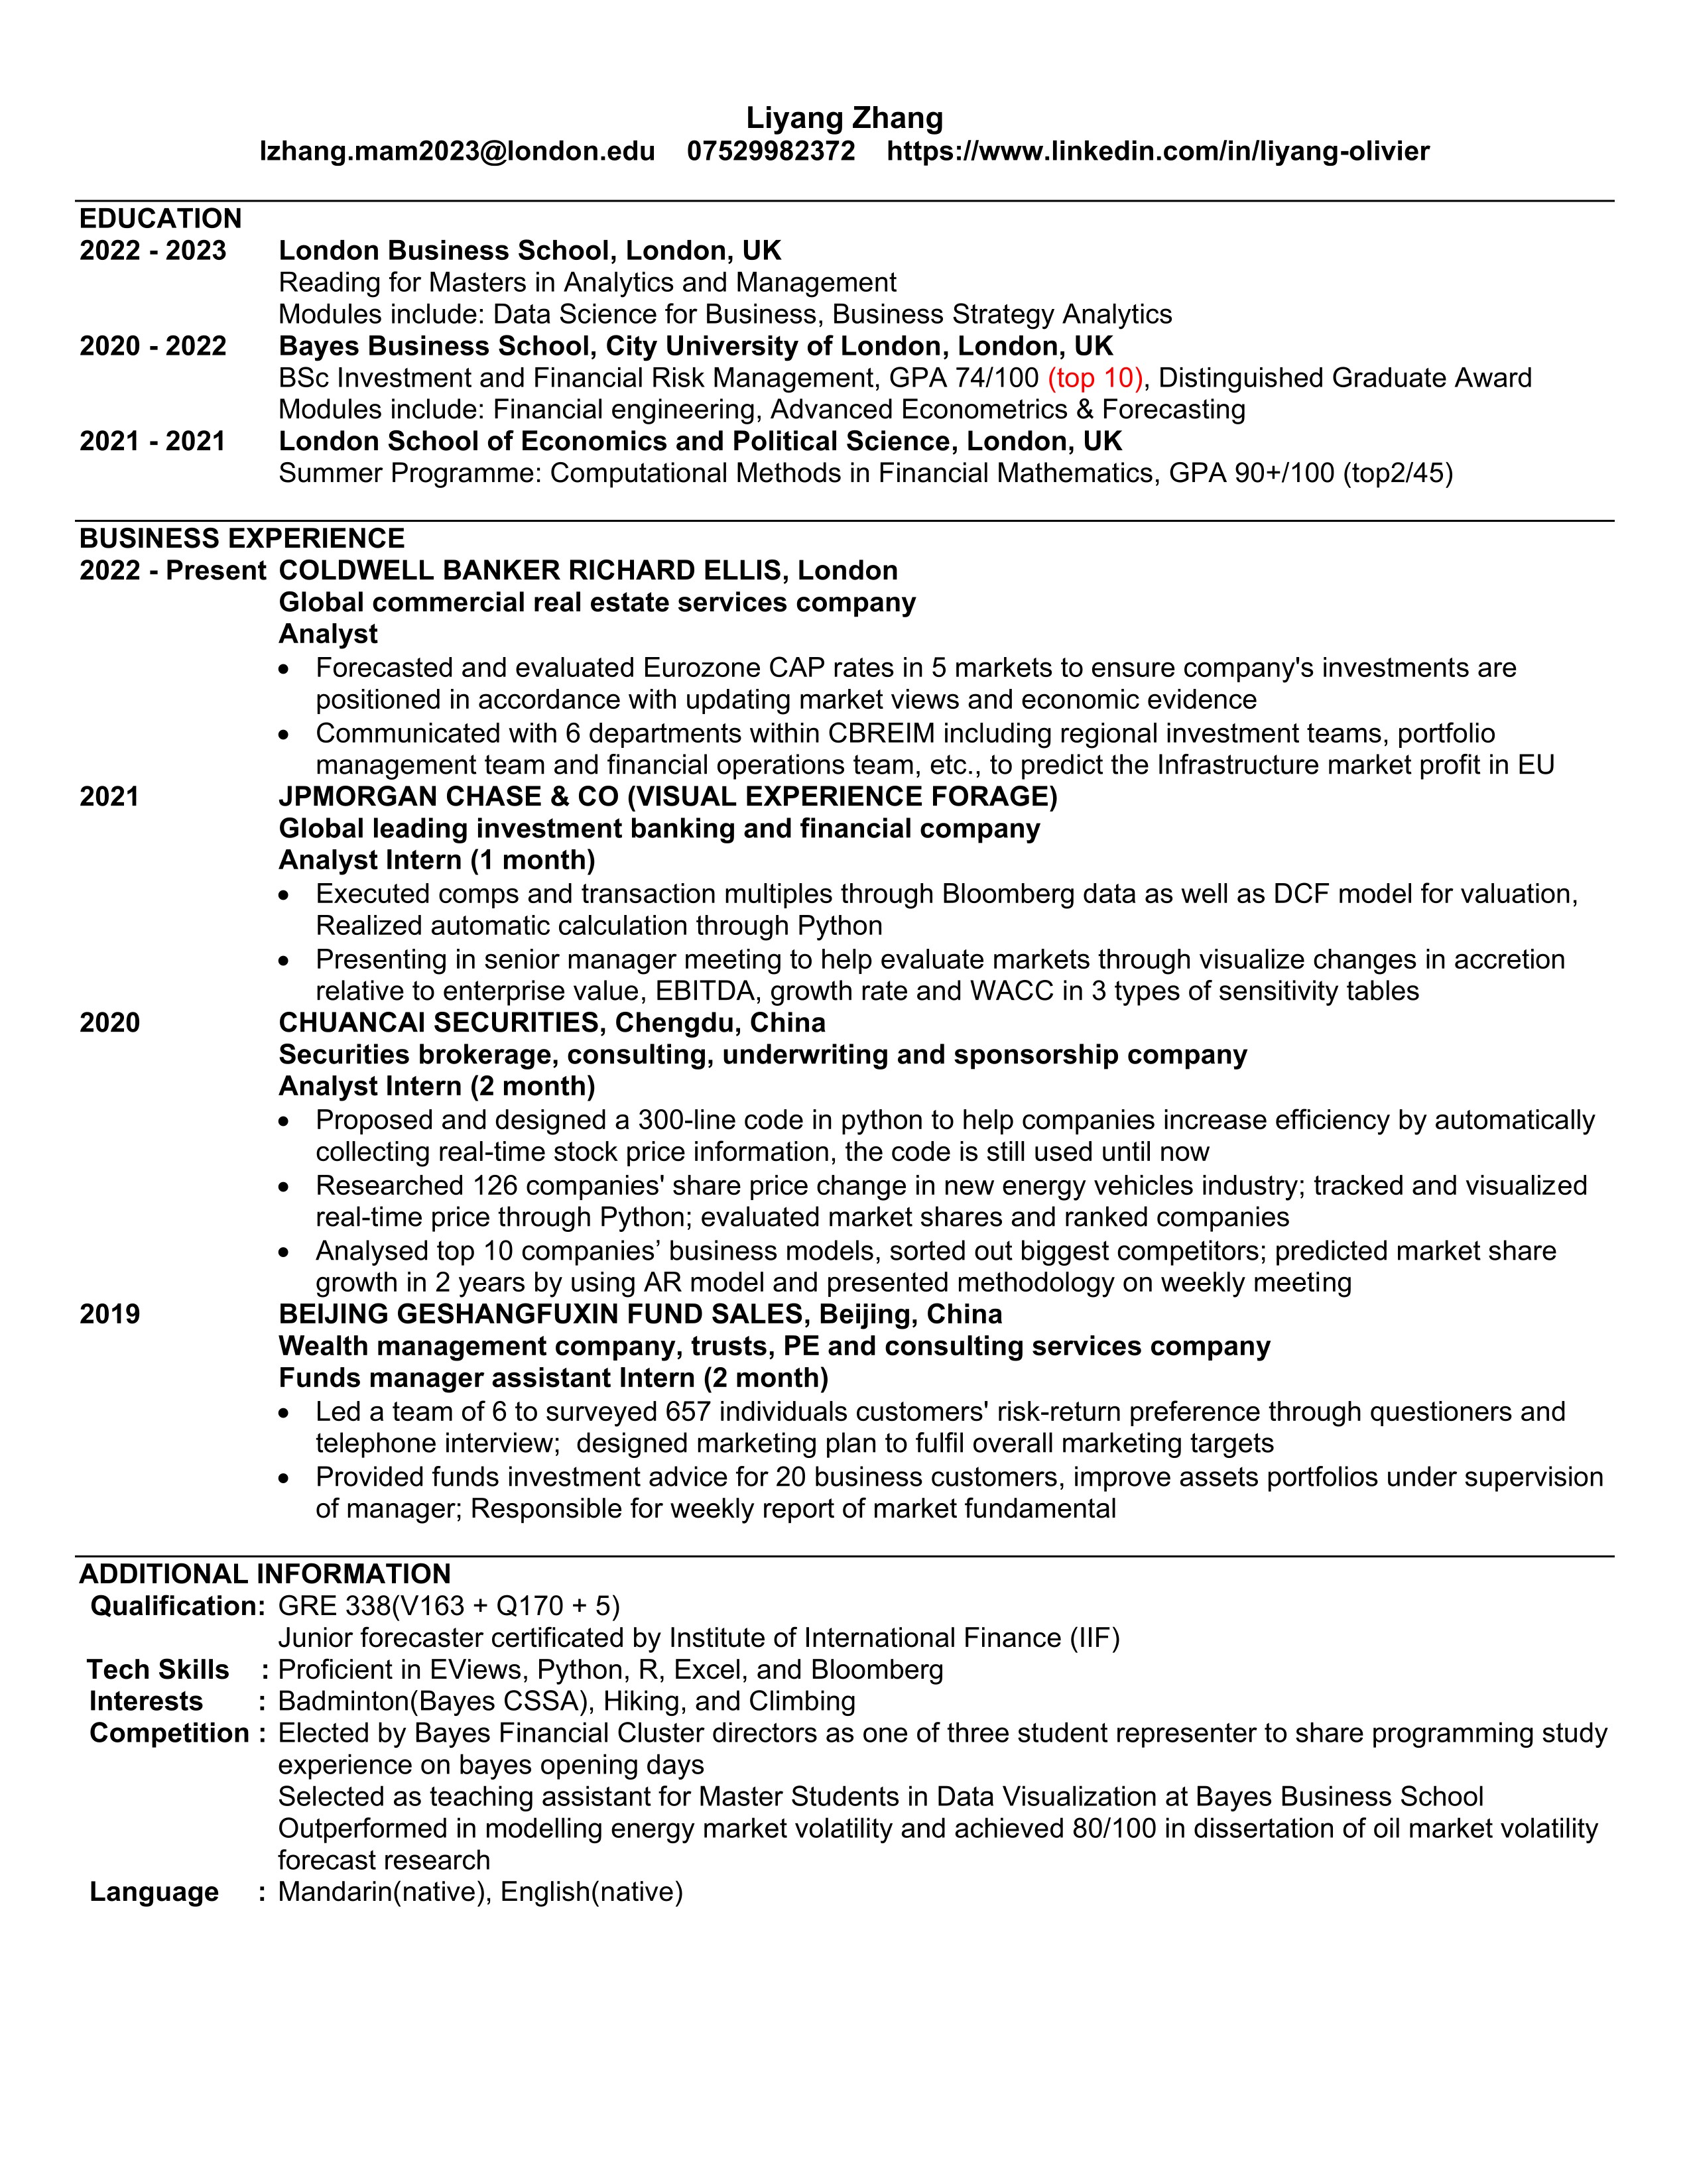 Liyang Zhang
lzhang.mam2023@london.edu 07529982372 https://www.linkedin.com/in/liyang-olivier
EDUCATION
2022 - 2023 London Business School, London, UK
Reading for Masters in Analytics and Management
Modules include: Data Science for Business, Business Strategy Analytics
2020 - 2022 Bayes Business School, City University of London, London, UK
BSc Investment and Financial Risk Management, GPA 74/100 (top 10), Distinguished Graduate Award
Modules include: Financial engineering, Advanced Econometrics & Forecasting
2021 - 2021 London School of Economics and Political Science, London, UK
Summer Programme: Computational Methods in Financial Mathematics, GPA 90+/100 (top2/45)
BUSINESS EXPERIENCE
2022 - Present COLDWELL BANKER RICHARD ELLIS, London
Global commercial real estate services company
Analyst
• Forecasted and evaluated Eurozone CAP rates in 5 markets to ensure company's investments are
positioned in accordance with updating market views and economic evidence
• Communicated with 6 departments within CBREIM including regional investment teams, portfolio
management team and financial operations team, etc., to predict the Infrastructure market profit in EU
2021 JPMORGAN CHASE & CO (VISUAL EXPERIENCE FORAGE)
Global leading investment banking and financial company
Analyst Intern (1 month)
• Executed comps and transaction multiples through Bloomberg data as well as DCF model for valuation,
Realized automatic calculation through Python
• Presenting in senior manager meeting to help evaluate markets through visualize changes in accretion
relative to enterprise value, EBITDA, growth rate and WACC in 3 types of sensitivity tables
2020 CHUANCAI SECURITIES, Chengdu, China
Securities brokerage, consulting, underwriting and sponsorship company
Analyst Intern (2 month)
• Proposed and designed a 300-line code in python to help companies increase efficiency by automatically
collecting real-time stock price information, the code is still used until now
• Researched 126 companies' share price change in new energy vehicles industry; tracked and visualized
real-time price through Python; evaluated market shares and ranked companies
• Analysed top 10 companies’ business models, sorted out biggest competitors; predicted market share
growth in 2 years by using AR model and presented methodology on weekly meeting
2019 BEIJING GESHANGFUXIN FUND SALES, Beijing, China
Wealth management company, trusts, PE and consulting services company
Funds manager assistant Intern (2 month)
• Led a team of 6 to surveyed 657 individuals customers' risk-return preference through questioners and
telephone interview; designed marketing plan to fulfil overall marketing targets
• Provided funds investment advice for 20 business customers, improve assets portfolios under supervision
of manager; Responsible for weekly report of market fundamental
ADDITIONAL INFORMATION
Qualification: GRE 338(V163 + Q170 + 5)
Junior forecaster certificated by Institute of International Finance (IIF)
Tech Skills : Proficient in EViews, Python, R, Excel, and Bloomberg
Interests : Badminton(Bayes CSSA), Hiking, and Climbing
Competition : Elected by Bayes Financial Cluster directors as one of three student representer to share programming study
experience on bayes opening days
Selected as teaching assistant for Master Students in Data Visualization at Bayes Business School
Outperformed in modelling energy market volatility and achieved 80/100 in dissertation of oil market volatility
forecast research
Language : Mandarin(native), English(native)